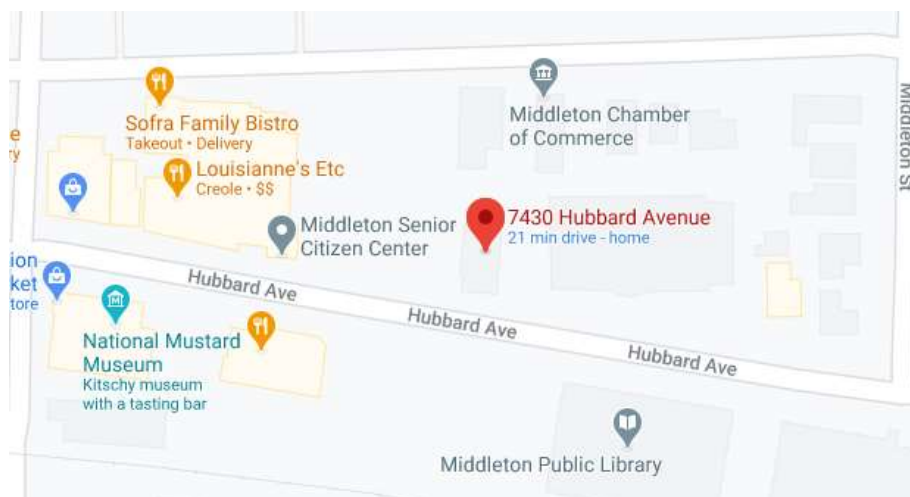 Sofra Family Bistro
Takeout • Delivery
Louisianne's Etc
Creole • $$
Middleton Chamber
of Commerce
Middleton St
Middleton Senior
Citizen Center
7430 Hubbard Avenue
21 min drive - home
Hubbard Ave
Hubbard Ave
Hubbard Ave
National Mustard
Museum
Kitschy museum
with a tasting bar
Middleton Public Library